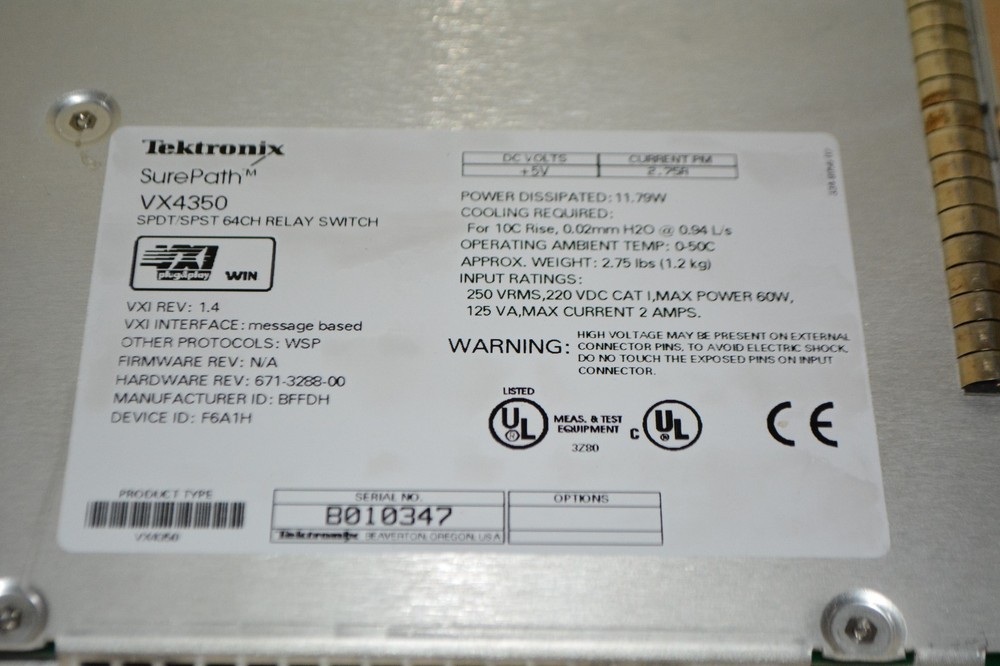 Tektronix
SurePath™
VX4350
SPDT/SPST 64CH RELAY SWITCH
VXI
plug&play
WIN
VXI REV: 1.4
VXI INTERFACE: message based
OTHER PROTOCOLS: WSP
FIRMWARE REV: N/A
HARDWARE REV: 671-3288-00
MANUFACTURER ID: BFFDH
DEVICE ID: F6A1H
PRODUCT TYPE
VX4350
DC VOLTS
CURRENT PM
+5V
2.75A
POWER DISSIPATED: 11.79W
COOLING REQUIRED:
For 10C Rise, 0.02mm H2O @ 0.94 L/s
OPERATING AMBIENT TEMP: 0-50C
APPROX. WEIGHT: 2.75 lbs (1.2 kg)
INPUT RATINGS:
250 VRMS,220 VDC CAT I,MAX POWER 60W,
125 VA,MAX CURRENT 2 AMPS.
WARNING:
HIGH VOLTAGE MAY BE PRESENT ON EXTERNAL
CONNECTOR PINS. TO AVOID ELECTRIC SHOCK,
DO NO TOUCH THE EXPOSED PINS ON INPUT
CONNECTOR.
LISTED
UL
MEAS. & TEST
EQUIPMENT
3Z80
C UL
CE
SERIAL NO.
B010347
Tektronix BEAVERTON, OREGON, USA
OPTIONS